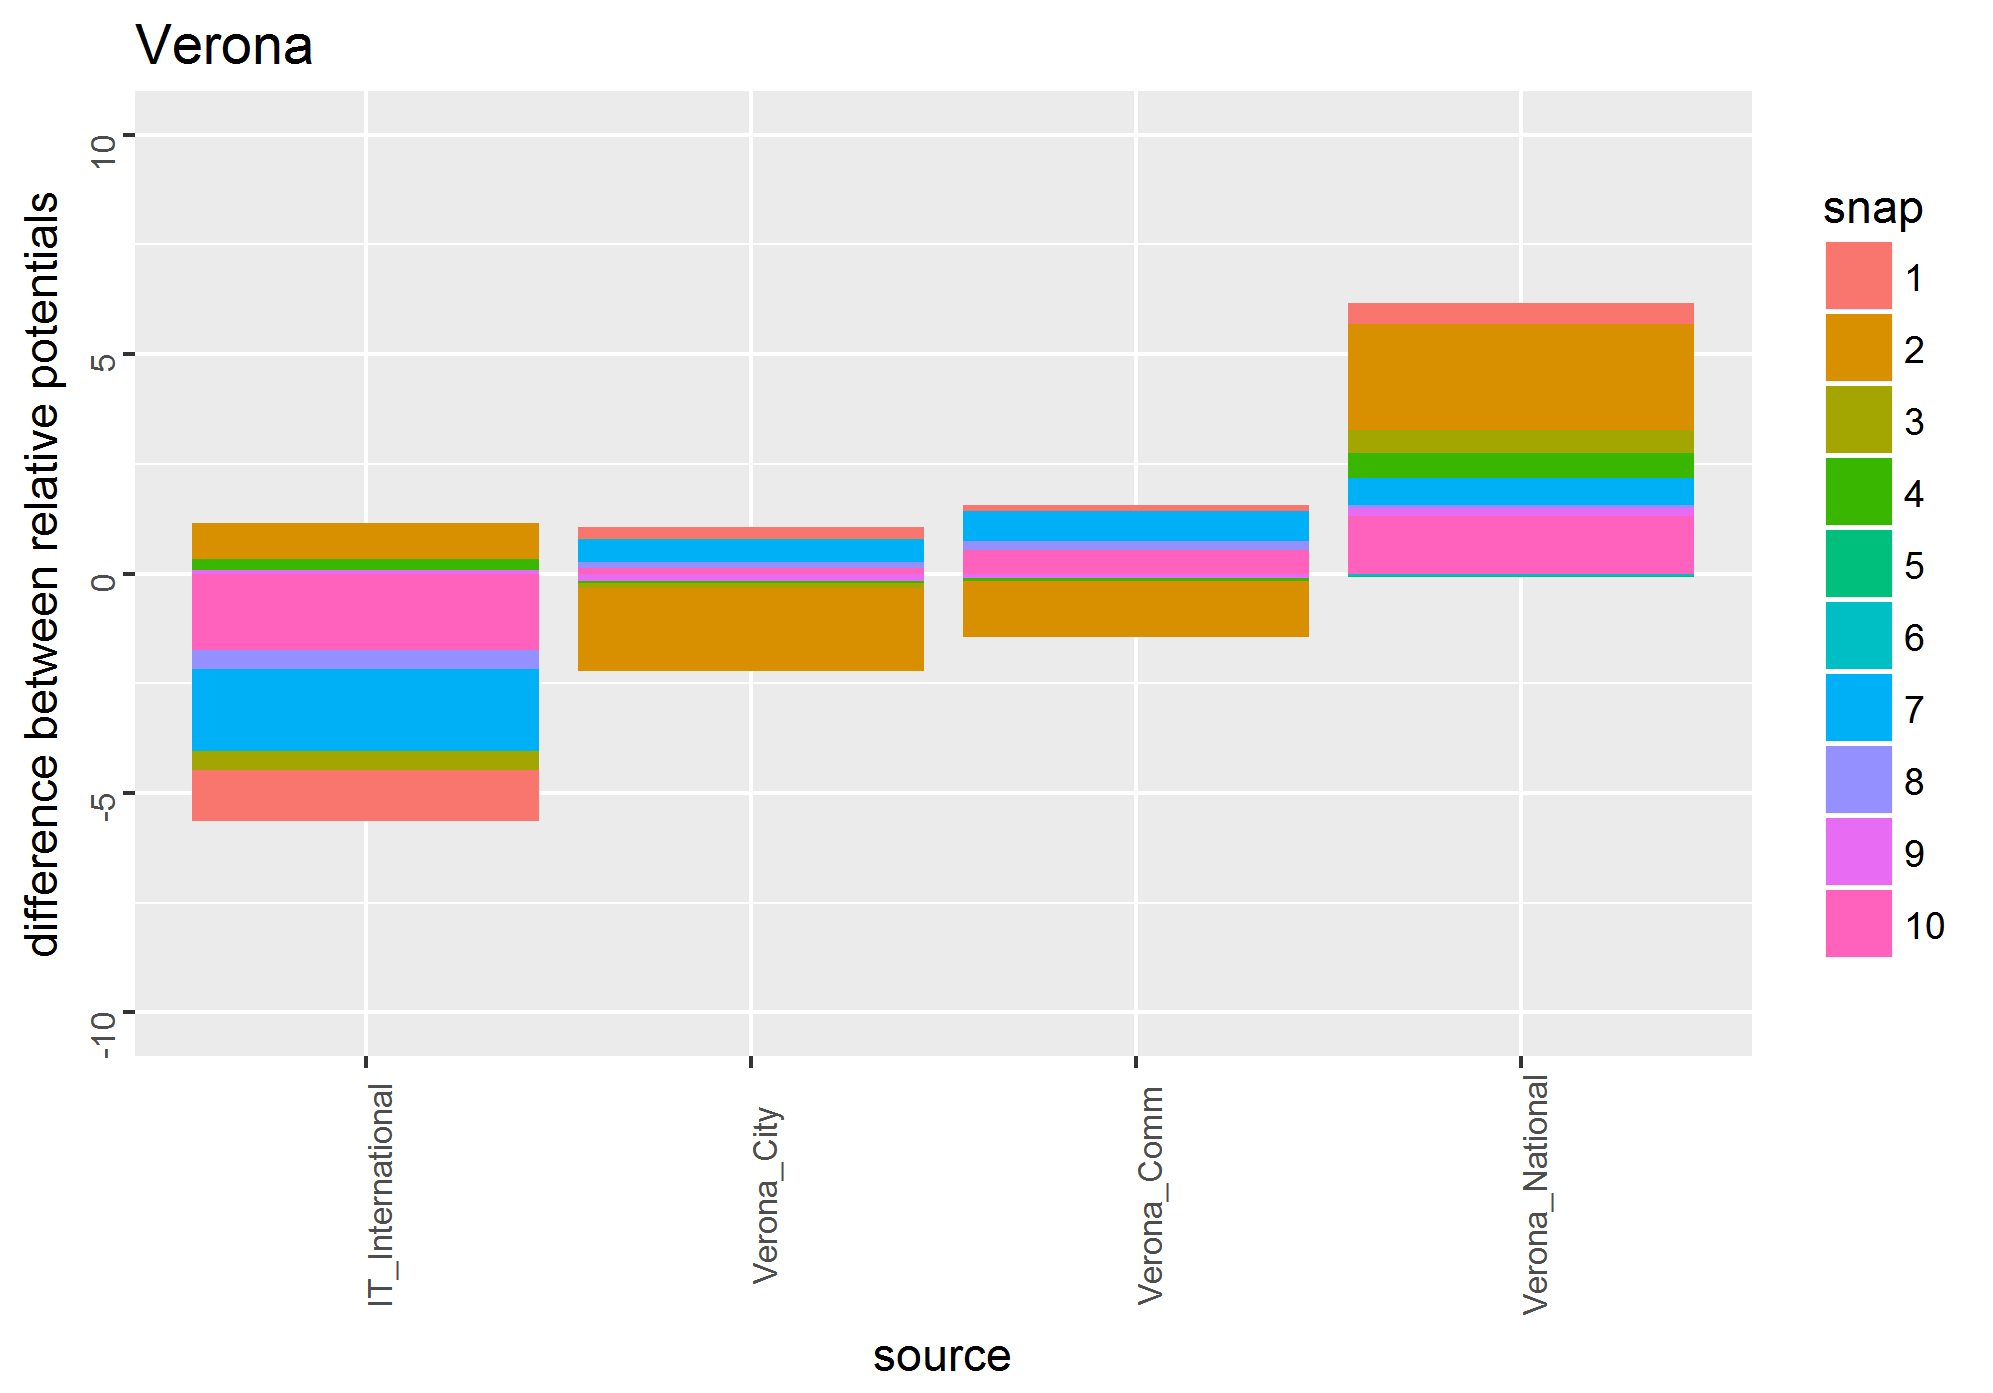 Verona
difference between relative potentials
10
5
0
-5
-10
IT_International
Verona_City
Verona_Comm
Verona_National
source
snap
1
2
3
4
5
6
7
8
9
10